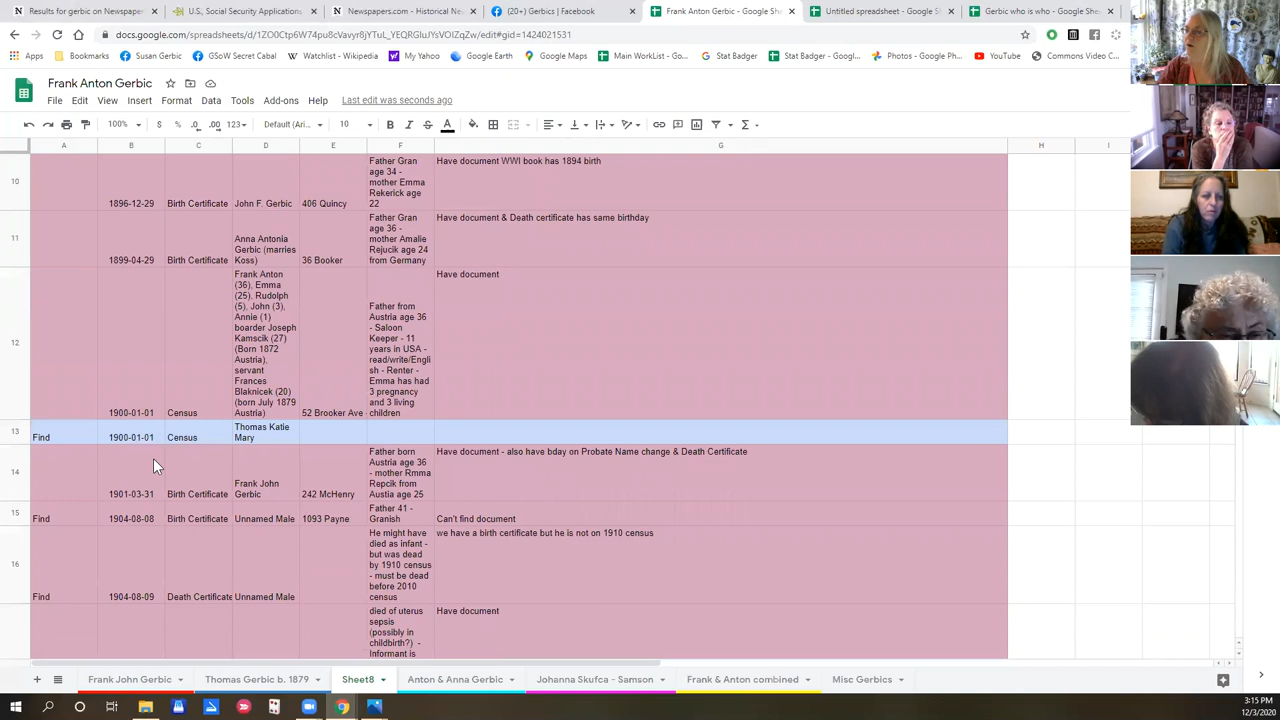 Newspapers.com - 1890
U.S., Social Security Applications
Newspapers.com - Historical Ne
(20+) Gerbics | Facebook
Frank Anton Gerbic - Google She
Untitled spreadsheet - Google S
Gerbic who is who - Google Shee
docs.google.com/spreadsheets/d/
edit#gid=1424021531
Apps
Bookmarks
Susan Gerbic
GSoW Secret Cabal
Watchlist - Wikipedia
My Yahoo
Google Earth
Google Maps
Main WorkList - Go...
Stat Badger
Stat Badger - Goo...
Photos - Google Ph...
YouTube
Commons Video C...
Frank Anton Gerbic
File Edit View Insert Format Data Tools Add-ons Help Last edit was seconds ago
100% $ % .0 .00 123 Default (Ari... 10 B I S A
A B C D E F G H I
10
1896-12-29
Birth Certificate
John F. Gerbic
406 Quincy
Father Gran
age 34 -
mother Emma
Rekerick age
22
Have document WWI book has 1894 birth
11
1899-04-29
Birth Certificate
Anna Antonia
Gerbic (marries
Koss)
36 Booker
Father Gran
age 36 -
mother Amalie
Rejucik age 24
from Germany
Have document & Death certificate has same birthday
12
1900-01-01
Census
Frank Anton
(36), Emma
(25), Rudolph
(5), John (3),
Annie (1)
boarder Joseph
Kamscik (27)
(Born 1872
Austria),
servant
Frances
Blaknicek (20)
(born July 1879
Austria)
52 Brooker Ave
Father from
Austria age 36
- Saloon
Keeper - 11
years in USA -
read/write/Engli
sh - Renter -
Emma has had
3 pregnancy
and 3 living
children
Have document
13
Find
1900-01-01
Census
Thomas Katie
Mary
14
1901-03-31
Birth Certificate
Frank John
Gerbic
242 McHenry
Father born
Austria age 36
- mother Rmma
Repcik from
Austia age 25
Have document - also have bday on Probate Name change & Death Certificate
15
Find
1904-08-08
Birth Certificate
Unnamed Male
1093 Payne
Father 41 -
Granish
Can't find document
16
Find
1904-08-09
Death Certificate
Unnamed Male
He might have
died as infant -
but was dead
by 1910 census
- must be dead
before 2010
census
we have a birth certificate but he is not on 1910 census
died of uterus
sepsis
(possibly in
childbirth?) -
Informant is
Have document
Frank John Gerbic
Thomas Gerbic b. 1879
Sheet8
Anton & Anna Gerbic
Johanna Skufca - Samson
Frank & Anton combined
Misc Gerbics
3:15 PM
12/3/2020